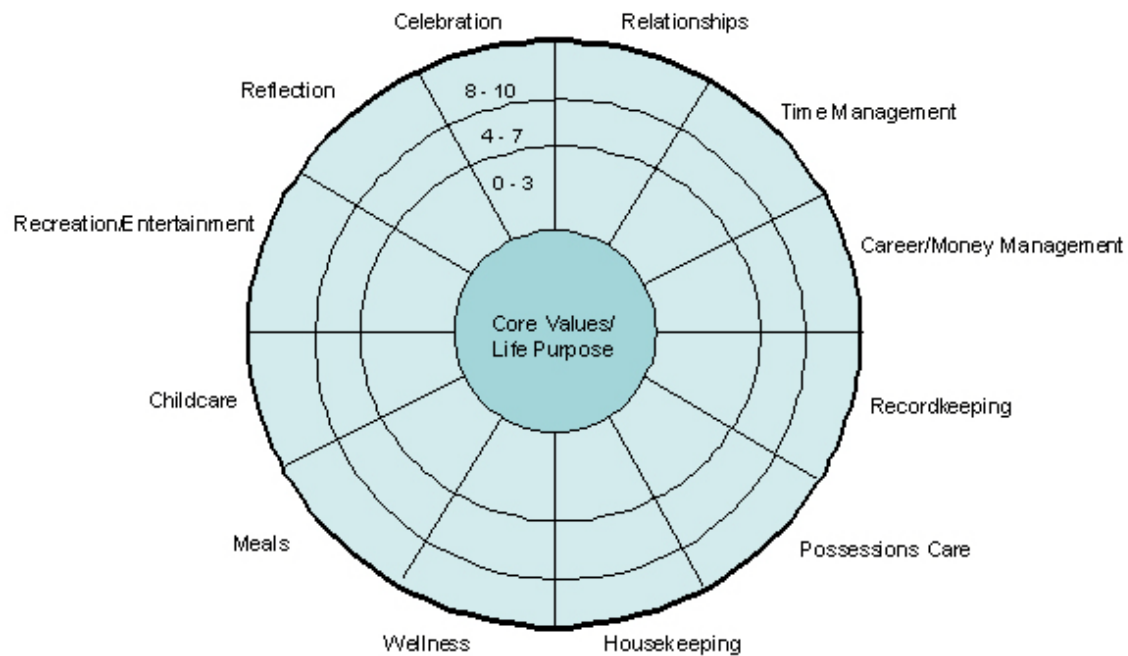 Celebration
Relationships
Reflection
8 - 10
Time Management
4 - 7
0 - 3
Recreation/Entertainment
Career/Money Management
Core Values/
Life Purpose
Childcare
Recordkeeping
Meals
Possessions Care
Wellness
Housekeeping